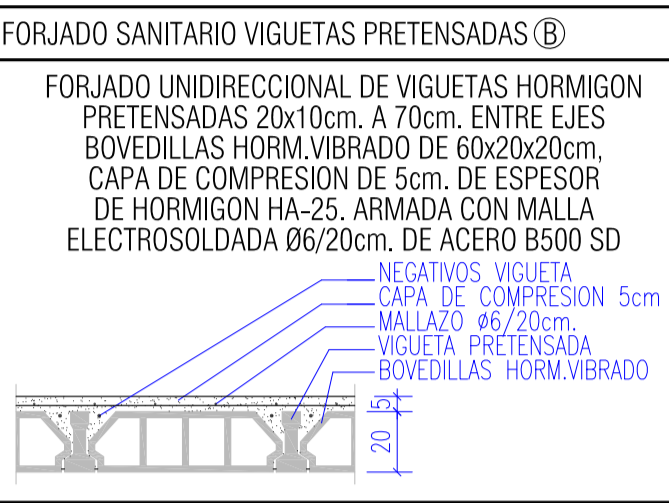 FORJADO SANITARIO VIGUETAS PRETENSADAS B
FORJADO UNIDIRECCIONAL DE VIGUETAS HORMIGON
PRETENSADAS 20x10cm. A 70cm. ENTRE EJES
BOVEDILLAS HORM.VIBRADO DE 60x20x20cm,
CAPA DE COMPRESION DE 5cm. DE ESPESOR
DE HORMIGON HA-25. ARMADA CON MALLA
ELECTROSOLDADA Ø6/20cm. DE ACERO B500 SD
NEGATIVOS VIGUETA
CAPA DE COMPRESION 5cm
MALLAZO Ø6/20cm.
VIGUETA PRETENSADA
BOVEDILLAS HORM.VIBRADO
5
20